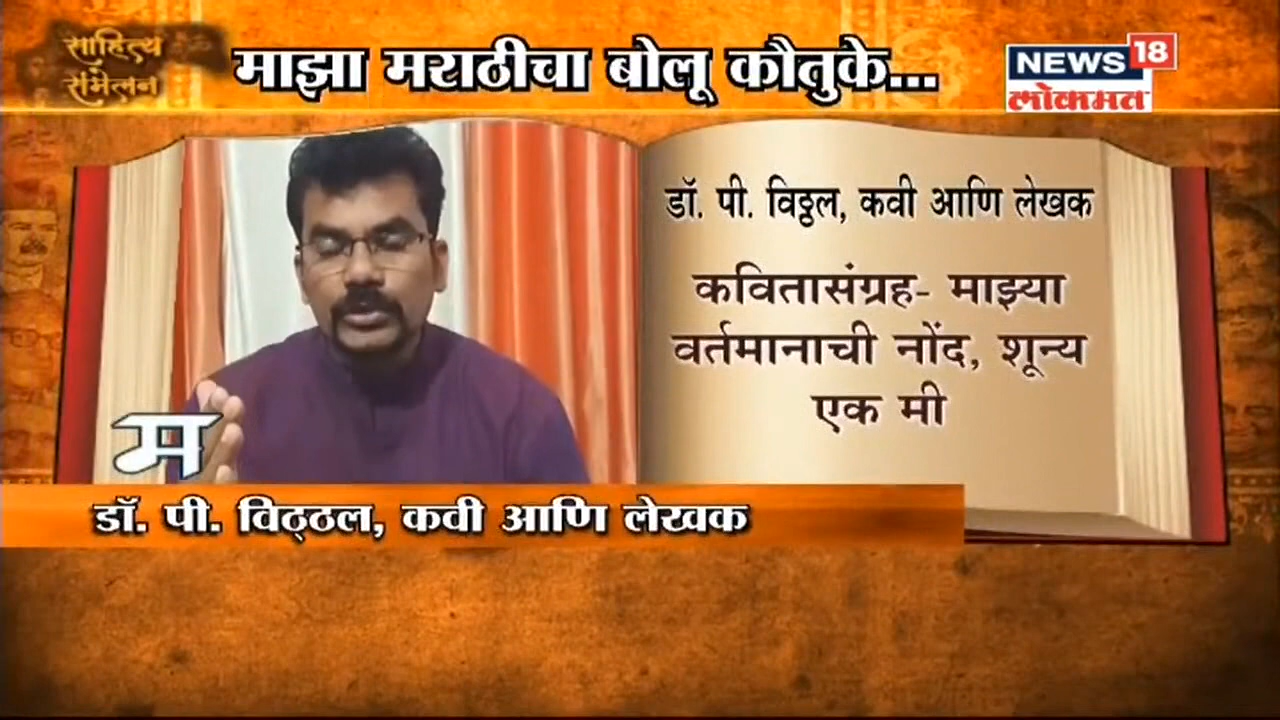 साहित्य
संमेलन
माझा मराठीचा बोलू कौतुके...
NEWS 18
लोकमत
डॉ. पी. विठ्ठल, कवी आणि लेखक
कवितासंग्रह- माझ्या
वर्तमानाची नोंद, शून्य
एक मी
म
डॉ. पी. विठ्ठल, कवी आणि लेखक